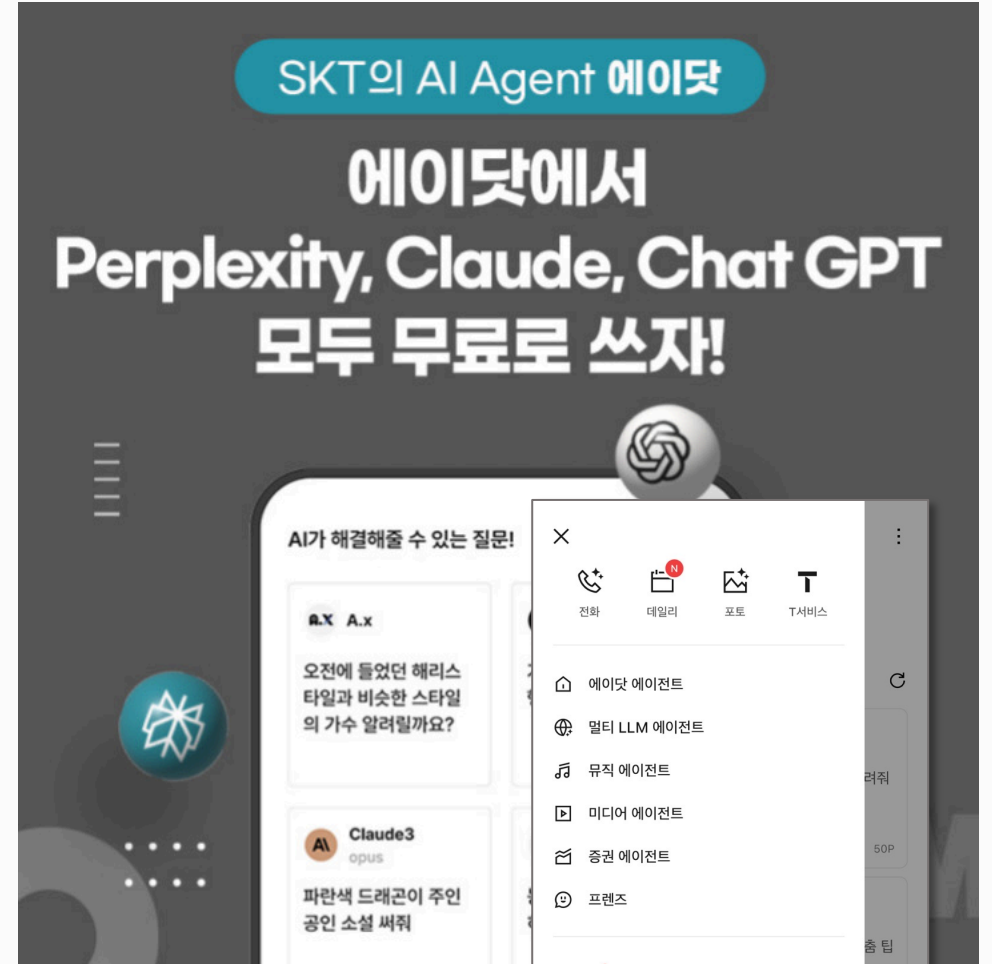 SKT의 AI Agent 에이닷
에이닷에서
Perplexity, Claude, Chat GPT
모두 무료로 쓰자!
AI가 해결해줄 수 있는 질문!
A.X A.x
오전에 들었던 해리스
타일과 비슷한 스타일
의 가수 알려릴까요?
Claude3
opus
파란색 드래곤이 주인
공인 소설 써줘
N
전화
데일리
포토
T서비스
에이닷 에이전트
멀티 LLM 에이전트
뮤직 에이전트
미디어 에이전트
증권 에이전트
프렌즈
려줘
50P
춤 팁